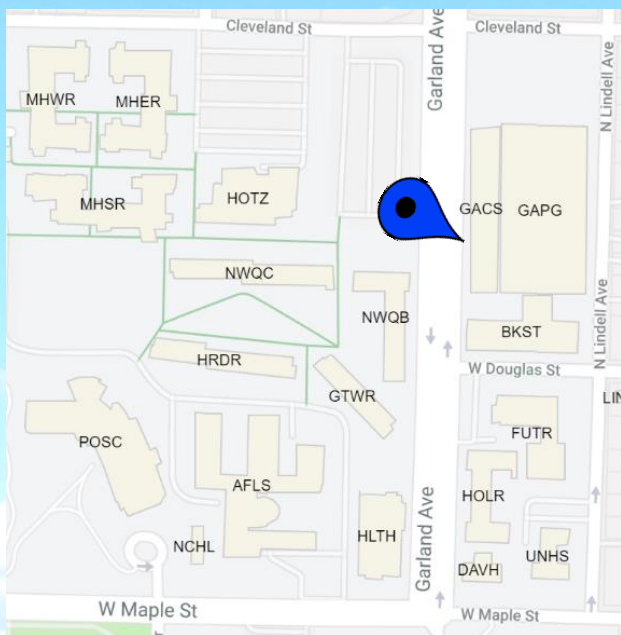 Cleveland St
Cleveland St
Garland Ave
N Lindell Ave
MHWR
MHER
MHSR
HOTZ
GACS
GAPG
NWQC
NWQB
BKST
N Lindell Ave
HRDR
W Douglas St
GTWR
LIN
FUTR
POSC
AFLS
HOLR
Garland Ave
HLTH
NCHL
UNHS
DAVH
W Maple St
W Maple St